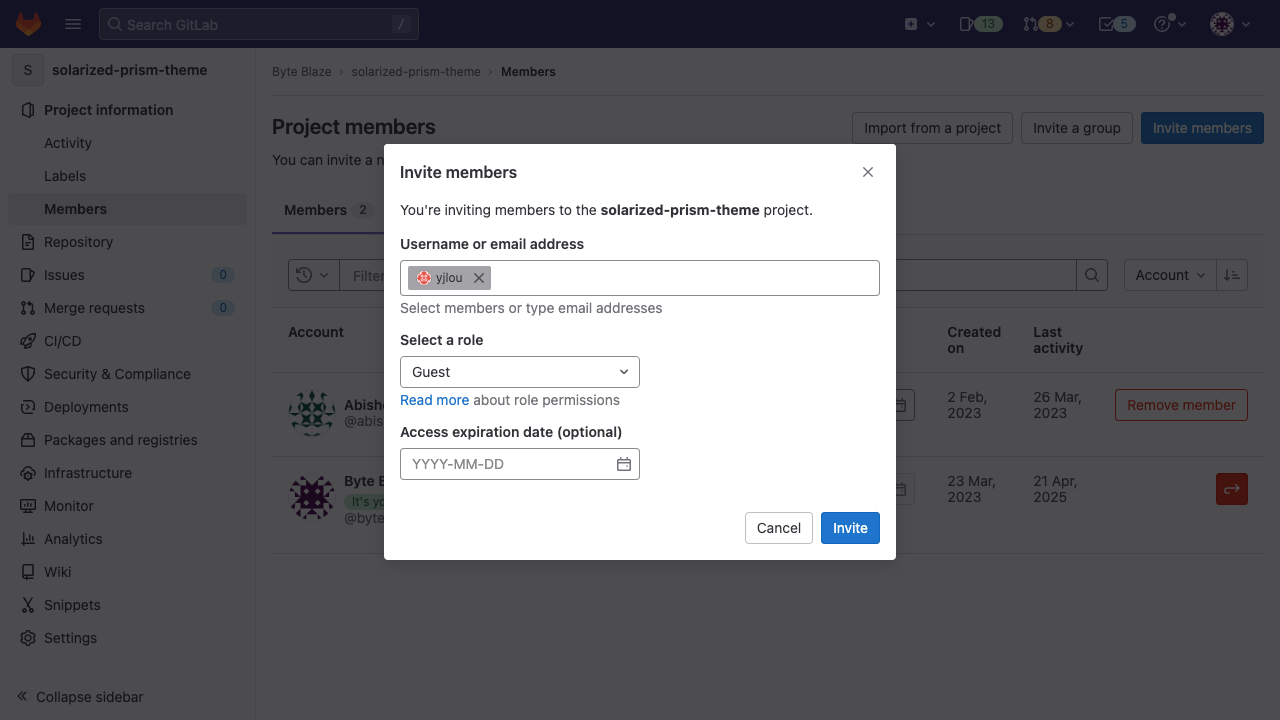 Search GitLab
/
13
8
5
S
solarized-prism-theme
Project information
Activity
Labels
Members
Repository
Issues
0
Merge requests
0
CI/CD
Security & Compliance
Deployments
Packages and registries
Infrastructure
Monitor
Analytics
Wiki
Snippets
Settings
Collapse sidebar
Byte Blaze
solarized-prism-theme
Members
Project members
Import from a project
Invite a group
Invite members
You can invite a
Members 2
Account
Account
Created on
Last activity
2 Feb, 2023
26 Mar, 2023
Remove member
Byte
23 Mar, 2023
21 Apr, 2025
Invite members
You're inviting members to the solarized-prism-theme project.
Username or email address
yjlou
Select members or type email addresses
Select a role
Guest
Read more about role permissions
Access expiration date (optional)
YYYY-MM-DD
Cancel
Invite